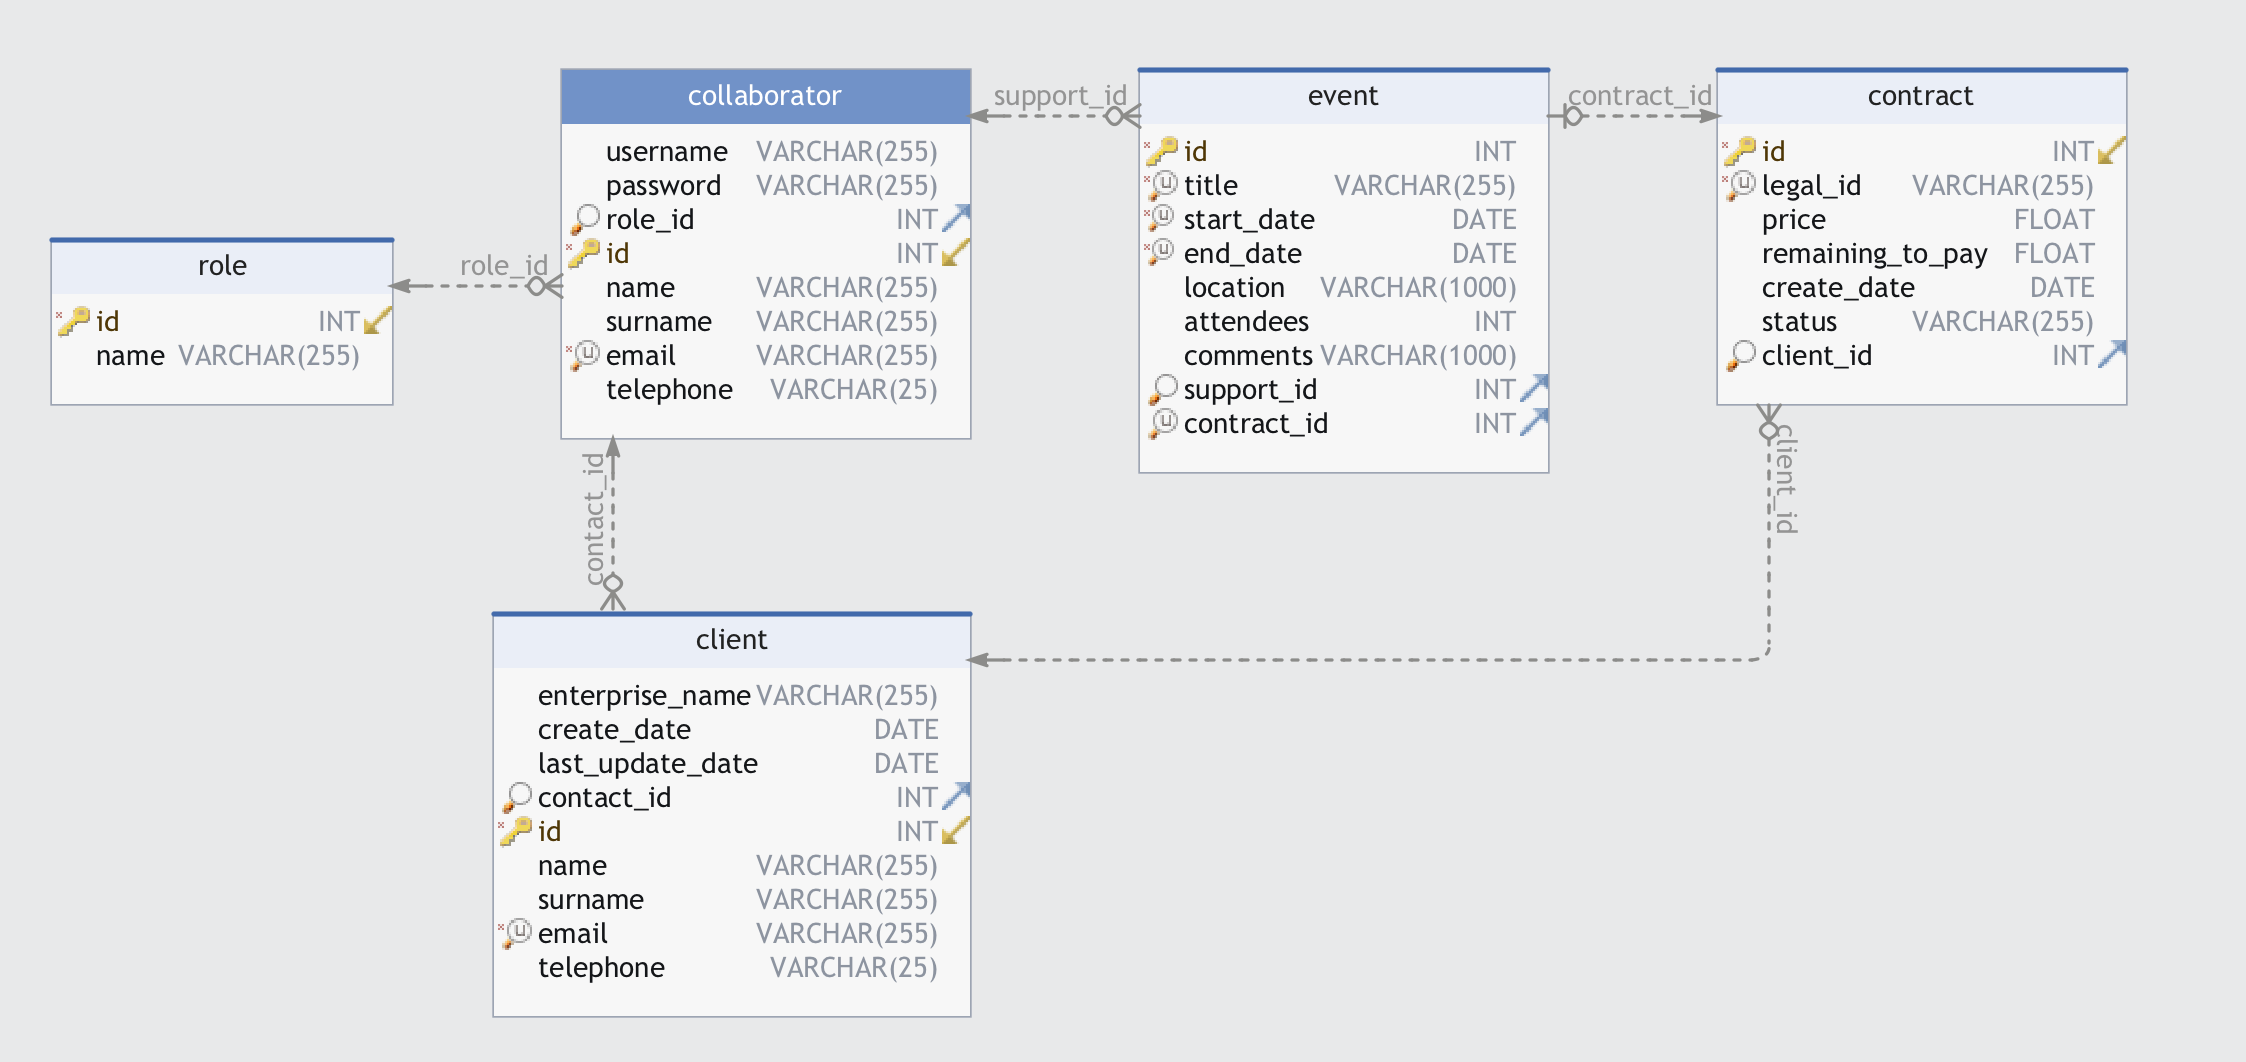 role
id INT
name VARCHAR(255)
role_id
collaborator
username VARCHAR(255)
password VARCHAR(255)
role_id INT
id INT
name VARCHAR(255)
surname VARCHAR(255)
email VARCHAR(255)
telephone VARCHAR(25)
support_id
event
id INT
title VARCHAR(255)
start_date DATE
end_date DATE
location VARCHAR(1000)
attendees INT
comments VARCHAR(1000)
support_id INT
contract_id INT
contract_id
contract
id INT
legal_id VARCHAR(255)
price FLOAT
remaining_to_pay FLOAT
create_date DATE
status VARCHAR(255)
client_id INT
contact_id
client_id
client
enterprise_name VARCHAR(255)
create_date DATE
last_update_date DATE
contact_id INT
id INT
name VARCHAR(255)
surname VARCHAR(255)
email VARCHAR(255)
telephone VARCHAR(25)